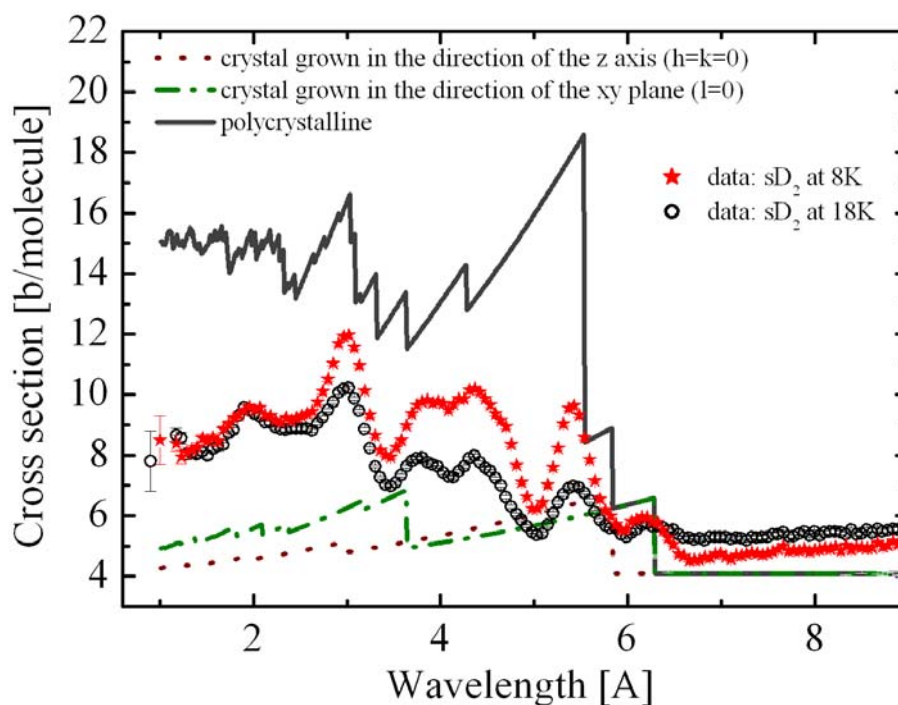 22
20
18
16
14
12
10
8
6
4
Cross section [b/molecule]
crystal grown in the direction of the z axis (h=k=0)
crystal grown in the direction of the xy plane (l=0)
polycrystalline
data: sD₂ at 8K
data: sD₂ at 18K
2 4 6 8
Wavelength [A]